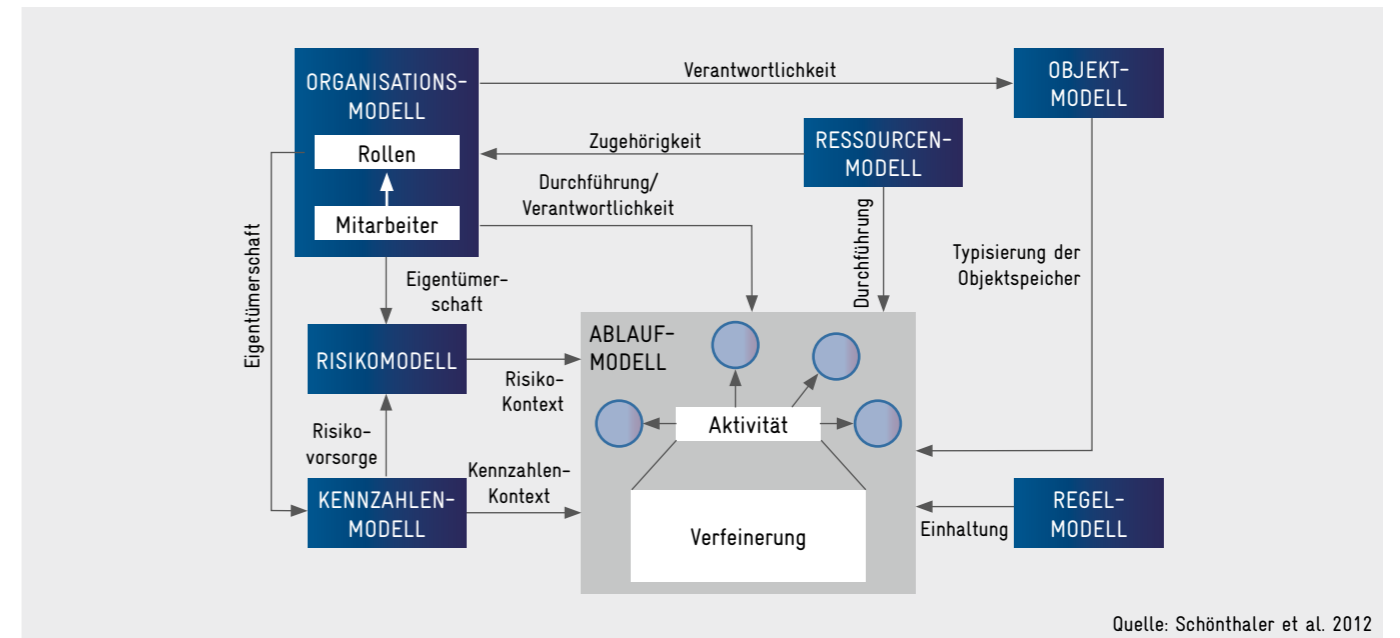 ORGANISATIONS-
MODELL
Rollen
Mitarbeiter
Verantwortlichkeit
OBJEKT-
MODELL
Zugehörigkeit
RESSOURCEN-
MODELL
Durchführung/
Verantwortlichkeit
Durchführung
Typisierung der
Objektspeicher
Eigentümerschaft
Eigentümer-
schaft
RISIKOMODELL
Risiko-
Kontext
ABLAUF-
MODELL
Aktivität
Verfeinerung
Risiko-
vorsorge
Kennzahlen-
Kontext
KENNZAHLEN-
MODELL
Einhaltung
REGEL-
MODELL
Quelle: Schönthaler et al. 2012